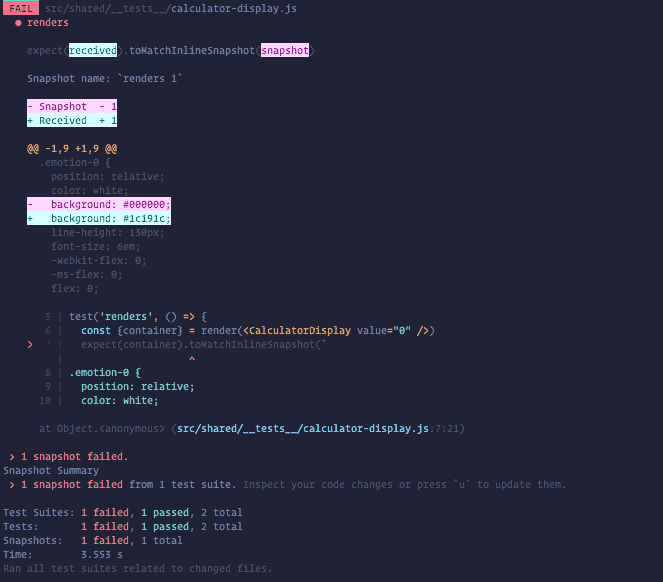 FAIL src/shared/__tests__/calculator-display.js
● renders
expect(received).toMatchInlineSnapshot(snapshot)
Snapshot name: `renders 1`
- Snapshot  - 1
+ Received  + 1
@@ -1,9 +1,9 @@
.emotion-0 {
position: relative;
color: white;
-   background: #000000;
+   background: #1c191c;
line-height: 130px;
font-size: 6em;
-webkit-flex: 0;
-ms-flex: 0;
flex: 0;
5 | test('renders', () => {
6 |   const {container} = render(<CalculatorDisplay value="0" />)
> 7 |   expect(container).toMatchInlineSnapshot(`
|                     ^
8 | .emotion-0 {
9 |   position: relative;
10 |   color: white;
at Object.<anonymous> (src/shared/__tests__/calculator-display.js:7:21)
› 1 snapshot failed.
Snapshot Summary
› 1 snapshot failed from 1 test suite. Inspect your code changes or press `u` to update them.
Test Suites: 1 failed, 1 passed, 2 total
Tests:       1 failed, 1 passed, 2 total
Snapshots:   1 failed, 1 total
Time:        3.553 s
Ran all test suites related to changed files.